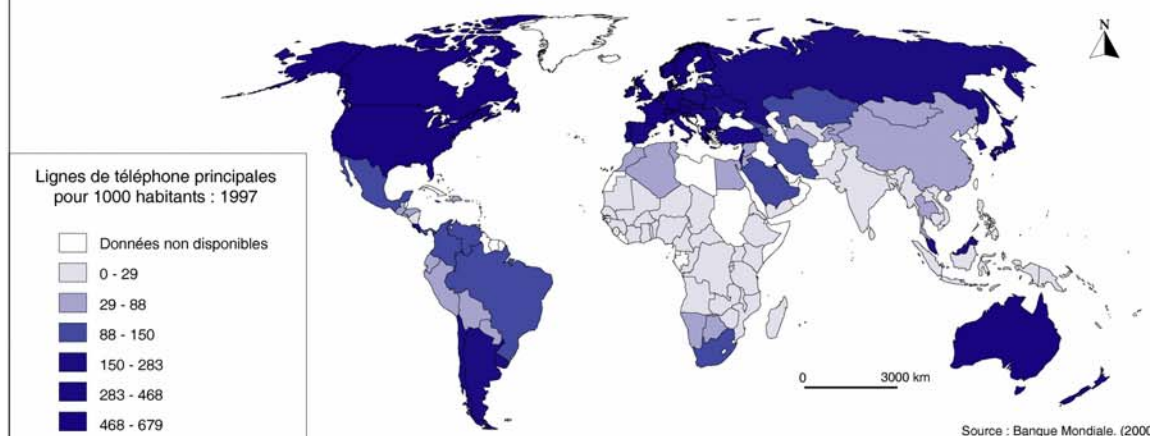 N
Lignes de téléphone principales
pour 1000 habitants : 1997
Données non disponibles
0 - 29
29 - 88
88 - 150
150 - 283
283 - 468
468 - 679
0 3000 km
Source : Banque Mondiale, (2000